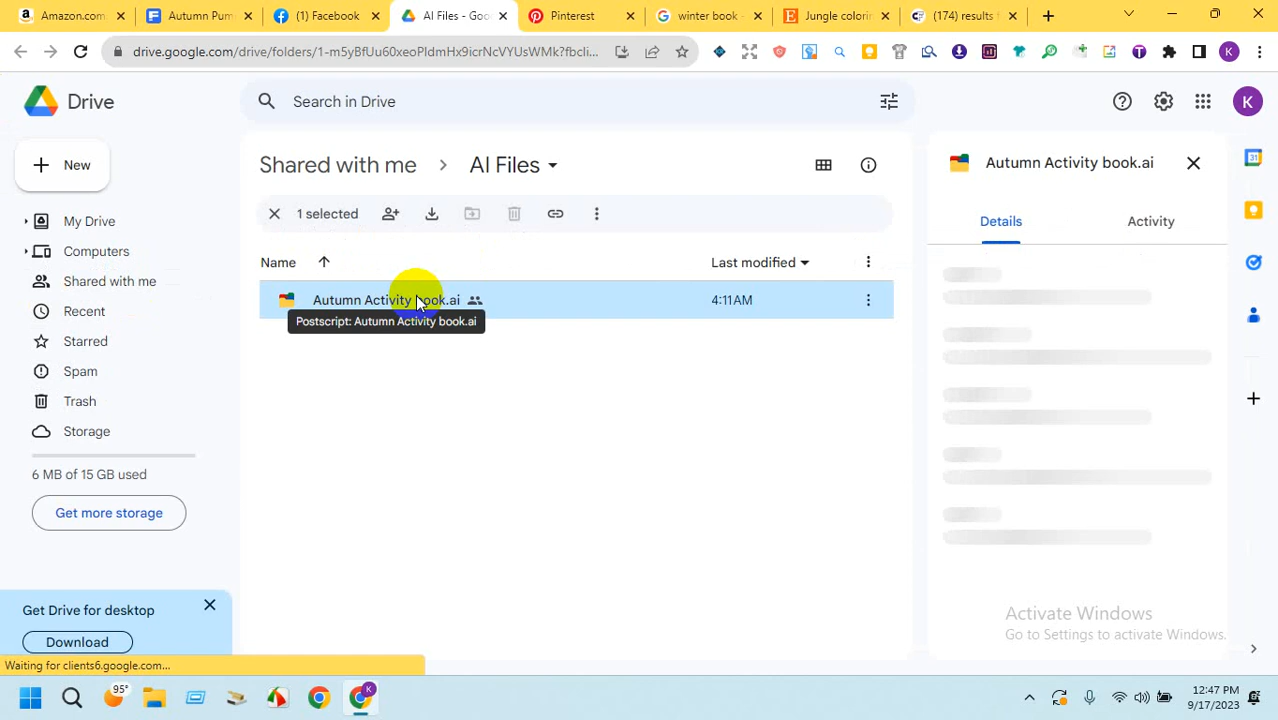 Amazon.com
Autumn Pum
(1) Facebook
AI Files - Goo
Pinterest
winter book -
Jungle colorin
(174) results f
drive.google.com/drive/folders/1-m5yBfUu60xeoPldmHx9icrNcVYUsWMk?fbcli...
K
Drive
Search in Drive
K
New
Shared with me
AI Files
Autumn Activity book.ai
1 selected
Details
Activity
My Drive
Computers
Shared with me
Recent
Starred
Spam
Trash
Storage
6 MB of 15 GB used
Get more storage
Name
Last modified
Autumn Activity book.ai
4:11 AM
Postscript: Autumn Activity book.ai
31
Get Drive for desktop
Download
Activate Windows
Go to Settings to activate Windows.
Waiting for clients6.google.com...
95°
K
12:47 PM
9/17/2023